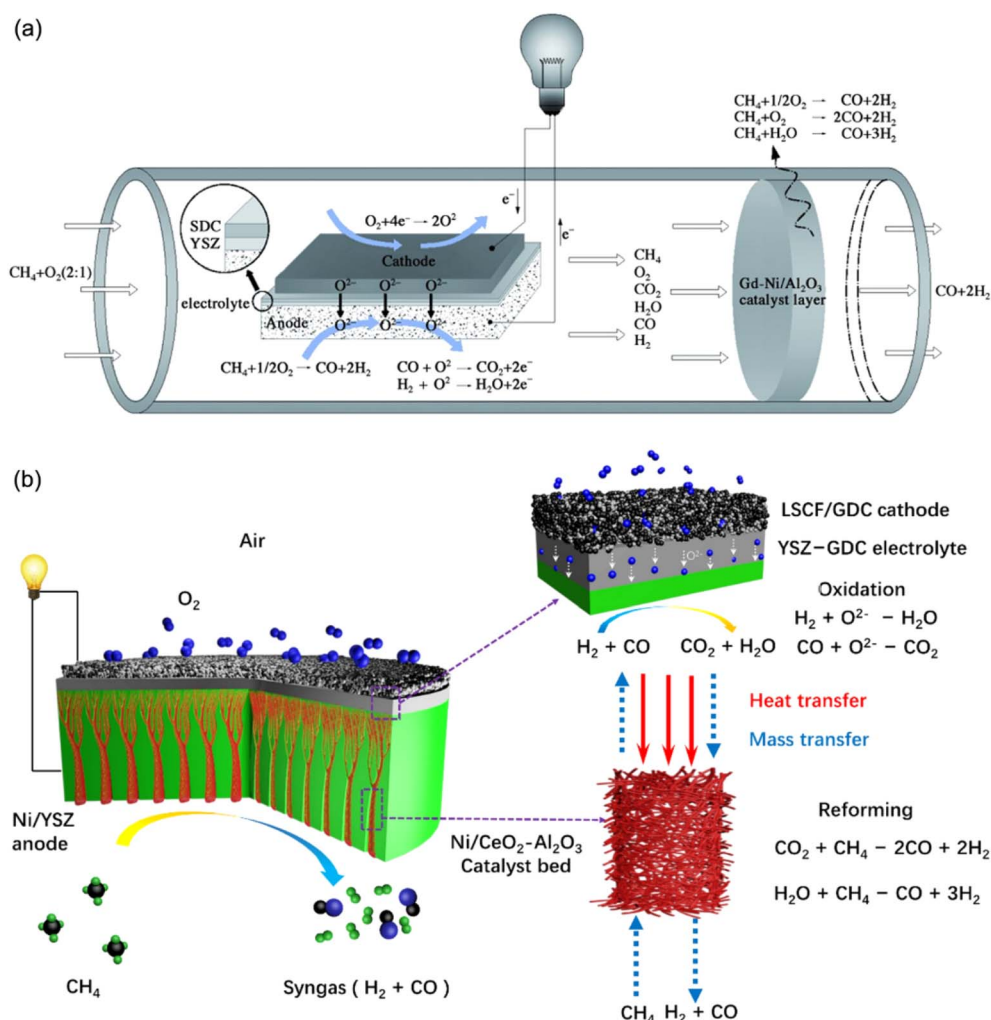 (a)
CH₄+1/2O₂ → CO+2H₂
CH₄+O₂ → 2CO+2H₂
CH₄+H₂O → CO+3H₂
SDC
YSZ
O₂+4e⁻ → 2O²
e⁻
e⁻
Cathode
CH₄+O₂(2:1)
electrolyte
O²⁻ O²⁻ O²⁻
Anode
O²⁻ O²⁻ O²⁻
CH₄+1/2O₂ → CO+2H₂
CO + O² → CO₂+2e⁻
H₂ + O² → H₂O+2e⁻
CH₄
O₂
CO₂
H₂O
CO
H₂
Gd-Ni/Al₂O₃
catalyst layer
CO+2H₂
(b)
Air
O₂
Ni/YSZ
anode
CH₄
Syngas ( H₂ + CO )
Ni/CeO₂-Al₂O₃
Catalyst bed
LSCF/GDC cathode
YSZ–GDC electrolyte
O²⁻
Oxidation
H₂ + O²⁻ – H₂O
CO + O²⁻ – CO₂
H₂ + CO
CO₂ + H₂O
Heat transfer
Mass transfer
Reforming
CO₂ + CH₄ – 2CO + 2H₂
H₂O + CH₄ – CO + 3H₂
CH₄ H₂ + CO